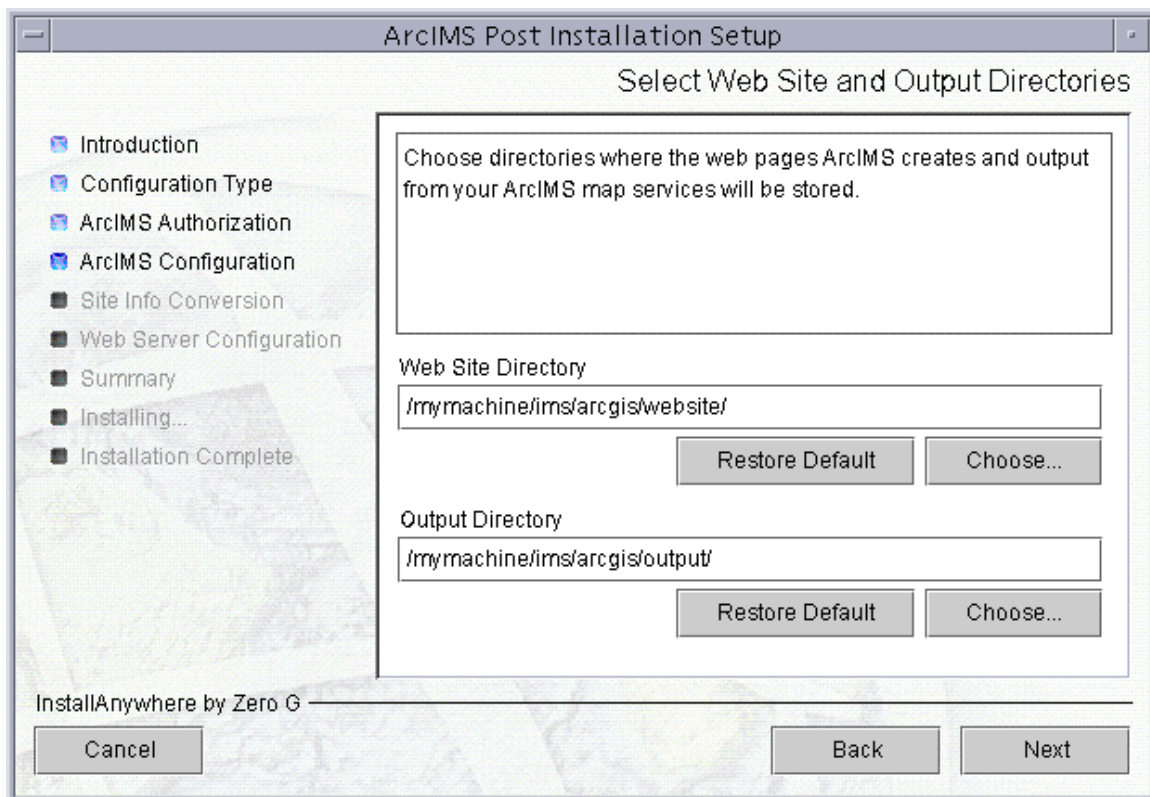 ArcIMS Post Installation Setup
Select Web Site and Output Directories
Introduction
Configuration Type
ArcIMS Authorization
ArcIMS Configuration
Site Info Conversion
Web Server Configuration
Summary
Installing...
Installation Complete
Choose directories where the web pages ArcIMS creates and output
from your ArcIMS map services will be stored.
Web Site Directory
/mymachine/ims/arcgis/website/
Restore Default
Choose...
Output Directory
/mymachine/ims/arcgis/output/
Restore Default
Choose...
InstallAnywhere by Zero G
Cancel
Back
Next